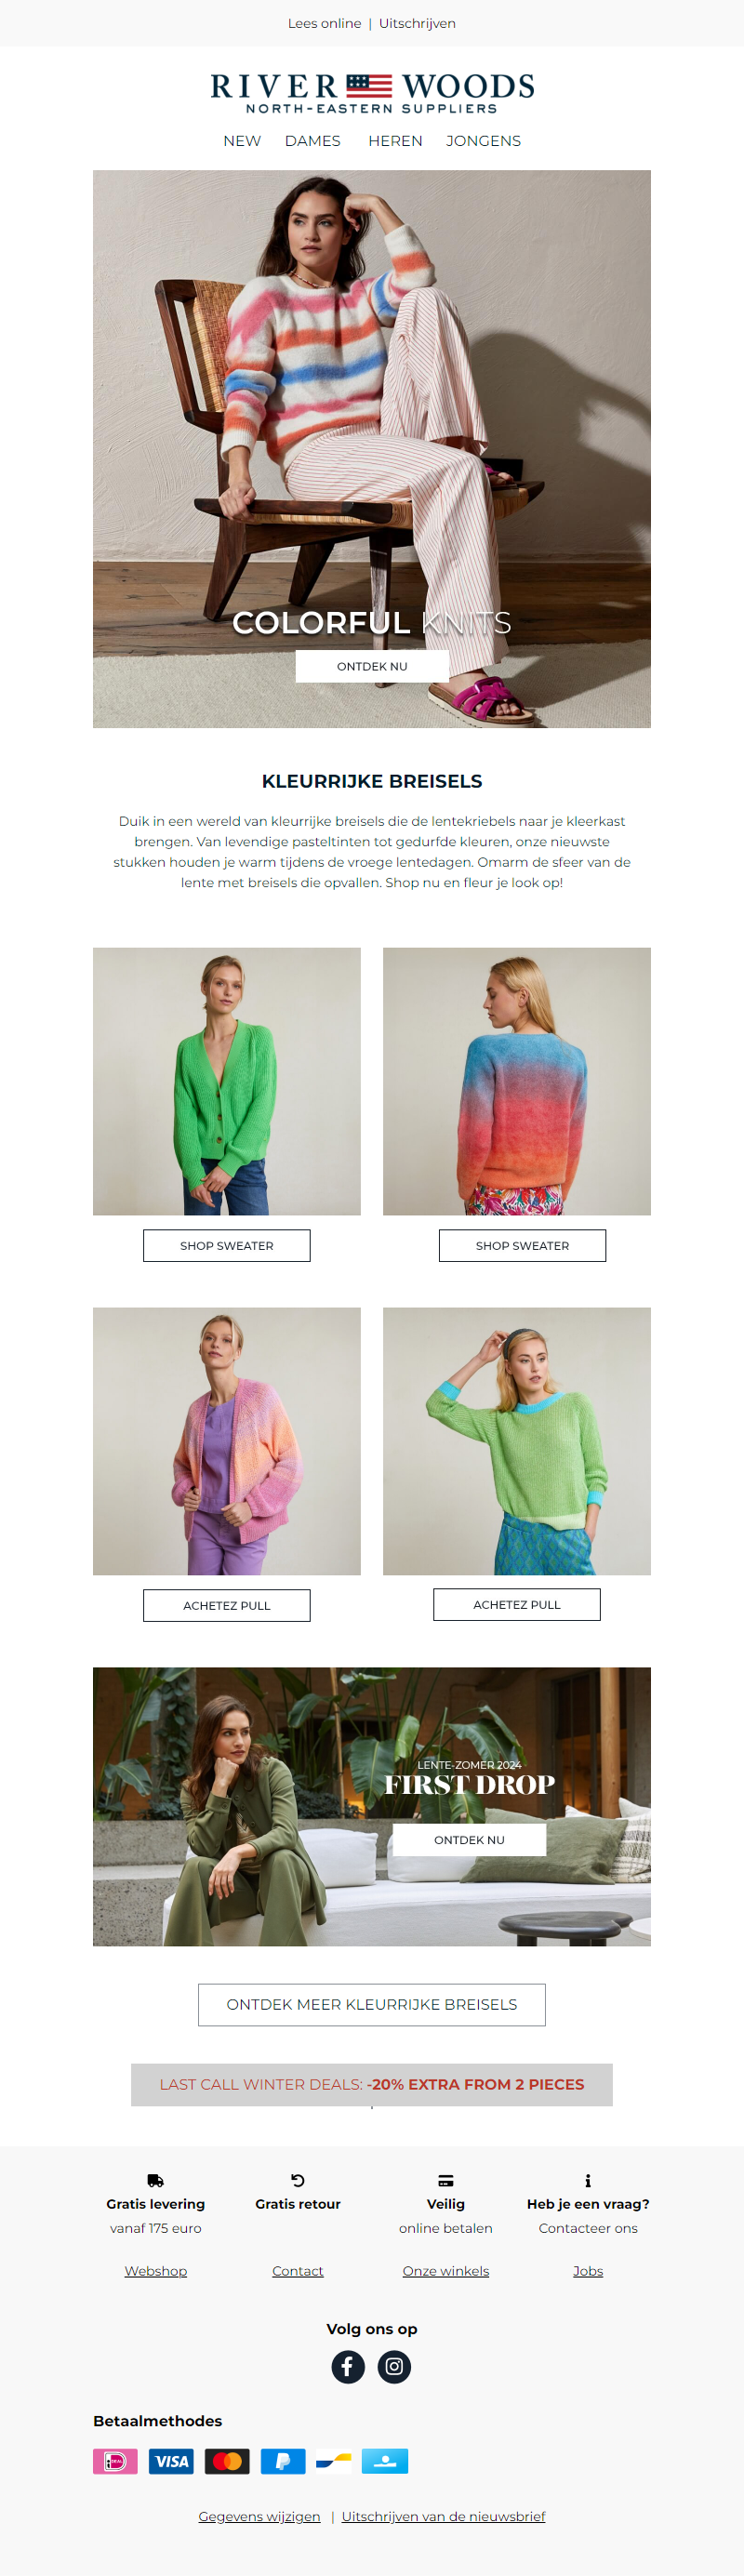 Lees online | Uitschrijven
RIVER WOODS
NORTH-EASTERN SUPPLIERS
NEW DAMES HEREN JONGENS
COLORFUL KNITS
ONTDEK NU
KLEURRIJKE BREISELS
Duik in een wereld van kleurrijke breisels die de lentekriebels naar je kleerkast
brengen. Van levendige pasteltinten tot gedurfde kleuren, onze nieuwste
stukken houden je warm tijdens de vroege lentedagen. Omarm de sfeer van de
lente met breisels die opvallen. Shop nu en fleur je look op!
SHOP SWEATER SHOP SWEATER
ACHETEZ PULL ACHETEZ PULL
LENTE-ZOMER 2024
FIRST DROP
ONTDEK NU
ONTDEK MEER KLEURRIJKE BREISELS
LAST CALL WINTER DEALS: -20% EXTRA FROM 2 PIECES
Gratis levering Gratis retour Veilig Heb je een vraag?
vanaf 175 euro online betalen Contacteer ons
Webshop Contact Onze winkels Jobs
Volg ons op
Betaalmethodes
iDEAL VISA
Gegevens wijzigen | Uitschrijven van de nieuwsbrief